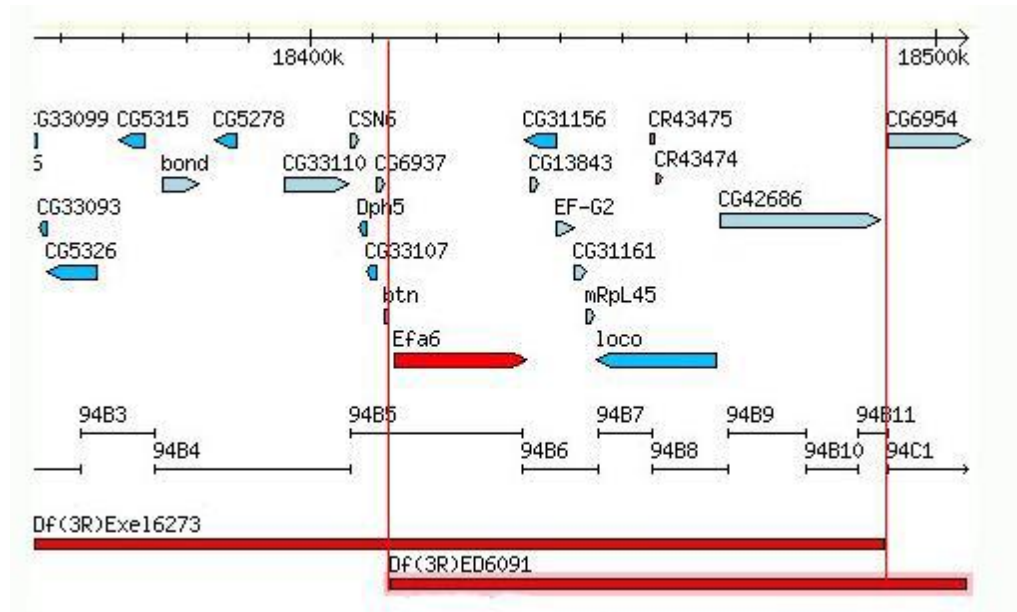 18400k 18500k
CG33099 CG5315 CG5278 CSN6 CG31156 CR43475 CG6954
5 bond CG33110 CG6937 CG13843 CR43474
CG33093 Dph5 EF-G2 CG42686
CG5326 CG33107 CG31161
btn mRpL45
Efa6 loco
94B3 94B5 94B7 94B9 94B11
94B4 94B6 94B8 94B10 94C1
Df(3R)Exel6273
Df(3R)ED6091